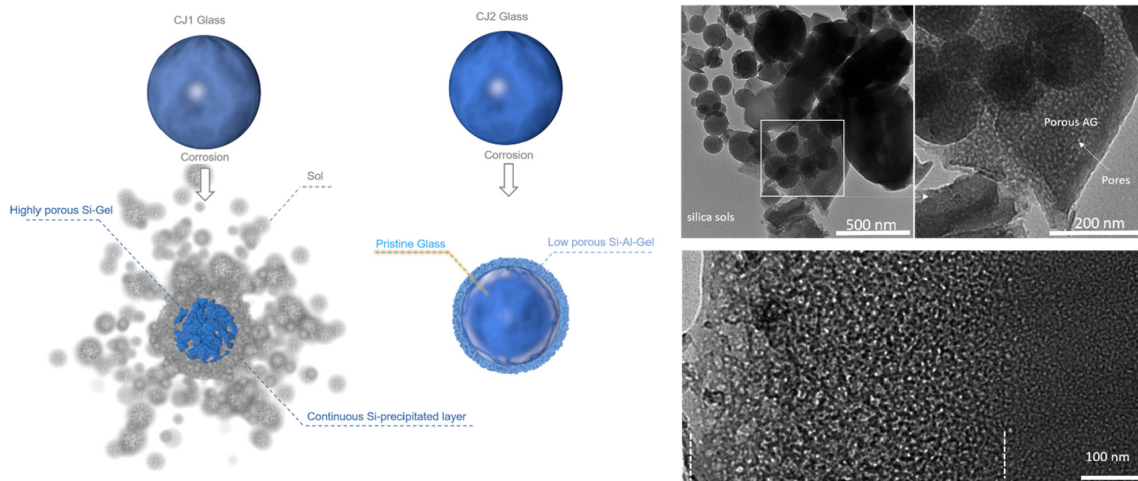 CJ1 Glass
CJ2 Glass
Corrosion
Corrosion
Sol
Highly porous Si-Gel
Pristine Glass
Low porous Si-Al-Gel
Continuous Si-precipitated layer
silica sols
500 nm
Porous AG
Pores
200 nm
100 nm